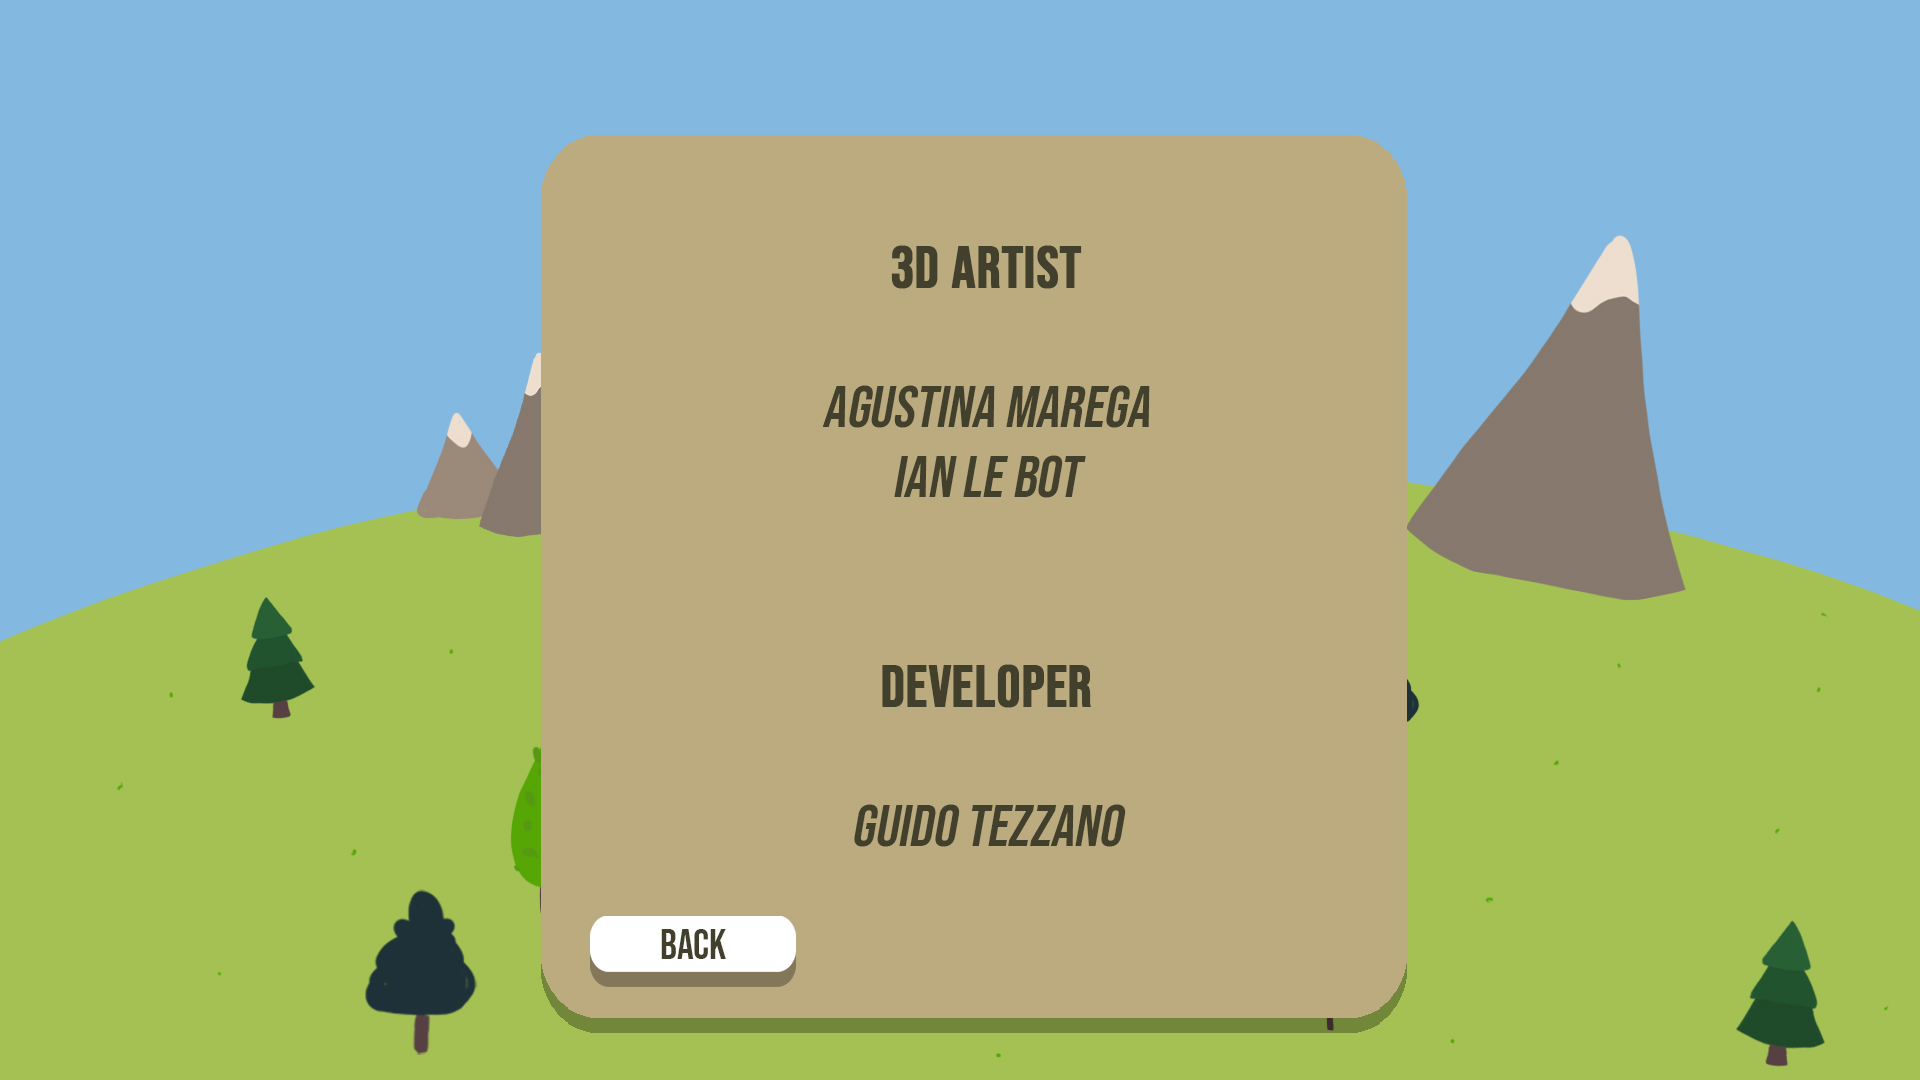 3D ARTIST
AGUSTINA MAREGA
IAN LE BOT
DEVELOPER
GUIDO TEZZANO
BACK